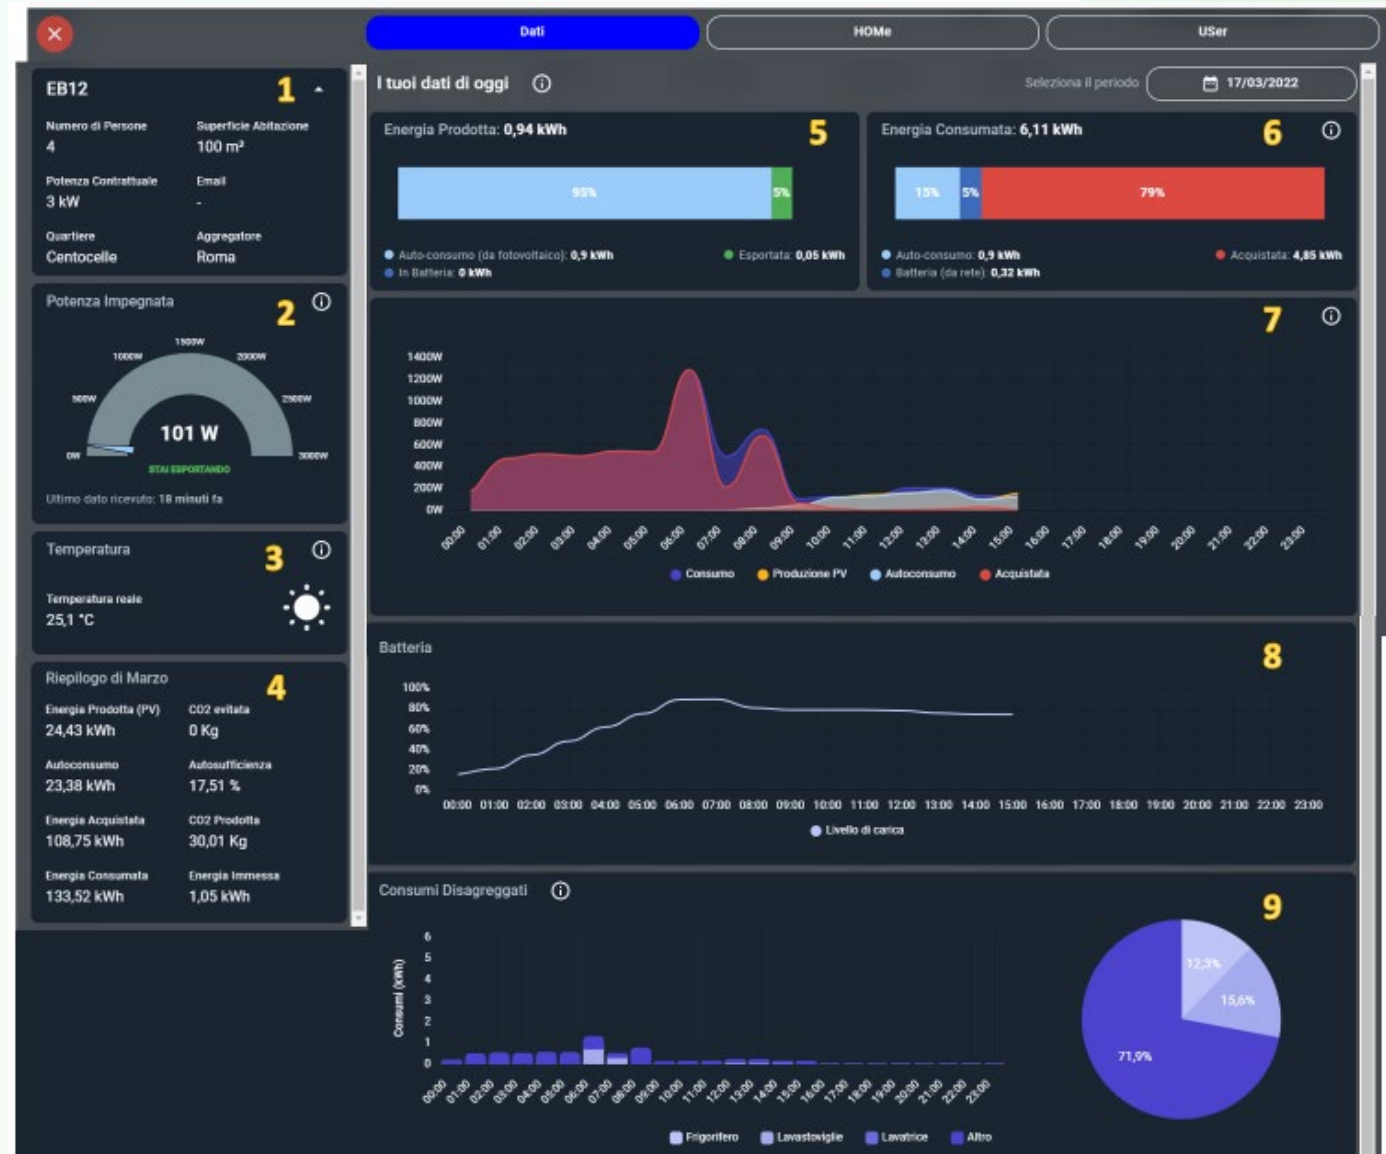 Dati
HOMe
USer
EB12
1
Numero di Persone
4
Superficie Abitazione
100 m²
Potenza Contrattuale
3 kW
Email
-
Quartiere
Centocelle
Aggregatore
Roma
Potenza Impegnata
2
0W
500W
1000W
1500W
2000W
2500W
3000W
101 W
STAI ESPORTANDO
Ultimo dato ricevuto: 18 minuti fa
Temperatura
3
Temperatura reale
25,1 °C
Riepilogo di Marzo
4
Energia Prodotta (PV)
24,43 kWh
CO2 evitata
0 Kg
Autoconsumo
23,38 kWh
Autosufficienza
17,51 %
Energia Acquistata
108,75 kWh
CO2 Prodotta
30,01 Kg
Energia Consumata
133,52 kWh
Energia Immessa
1,05 kWh
I tuoi dati di oggi
Seleziona il periodo
17/03/2022
Energia Prodotta: 0,94 kWh
5
95%
5%
Auto-consumo (da fotovoltaico): 0,9 kWh
Esportata: 0,05 kWh
In Batteria: 0 kWh
Energia Consumata: 6,11 kWh
6
15%
5%
79%
Auto-consumo: 0,9 kWh
Acquistata: 4,85 kWh
Batteria (da rete): 0,32 kWh
7
1400W
1200W
1000W
800W
600W
400W
200W
0W
00:00 01:00 02:00 03:00 04:00 05:00 06:00 07:00 08:00 09:00 10:00 11:00 12:00 13:00 14:00 15:00 16:00 17:00 18:00 19:00 20:00 21:00 22:00 23:00
Consumo Produzione PV Autoconsumo Acquistata
Batteria
8
100%
80%
60%
40%
20%
0%
00:00 01:00 02:00 03:00 04:00 05:00 06:00 07:00 08:00 09:00 10:00 11:00 12:00 13:00 14:00 15:00 16:00 17:00 18:00 19:00 20:00 21:00 22:00 23:00
Livello di carica
Consumi Disagreggati
9
Consumi (kWh)
6
5
4
3
2
1
0
00:00 01:00 02:00 03:00 04:00 05:00 06:00 07:00 08:00 09:00 10:00 11:00 12:00 13:00 14:00 15:00 16:00 17:00 18:00 19:00 20:00 21:00 22:00 23:00
12,3%
15,6%
71,9%
Frigorifero Lavastoviglie Lavatrice Altro